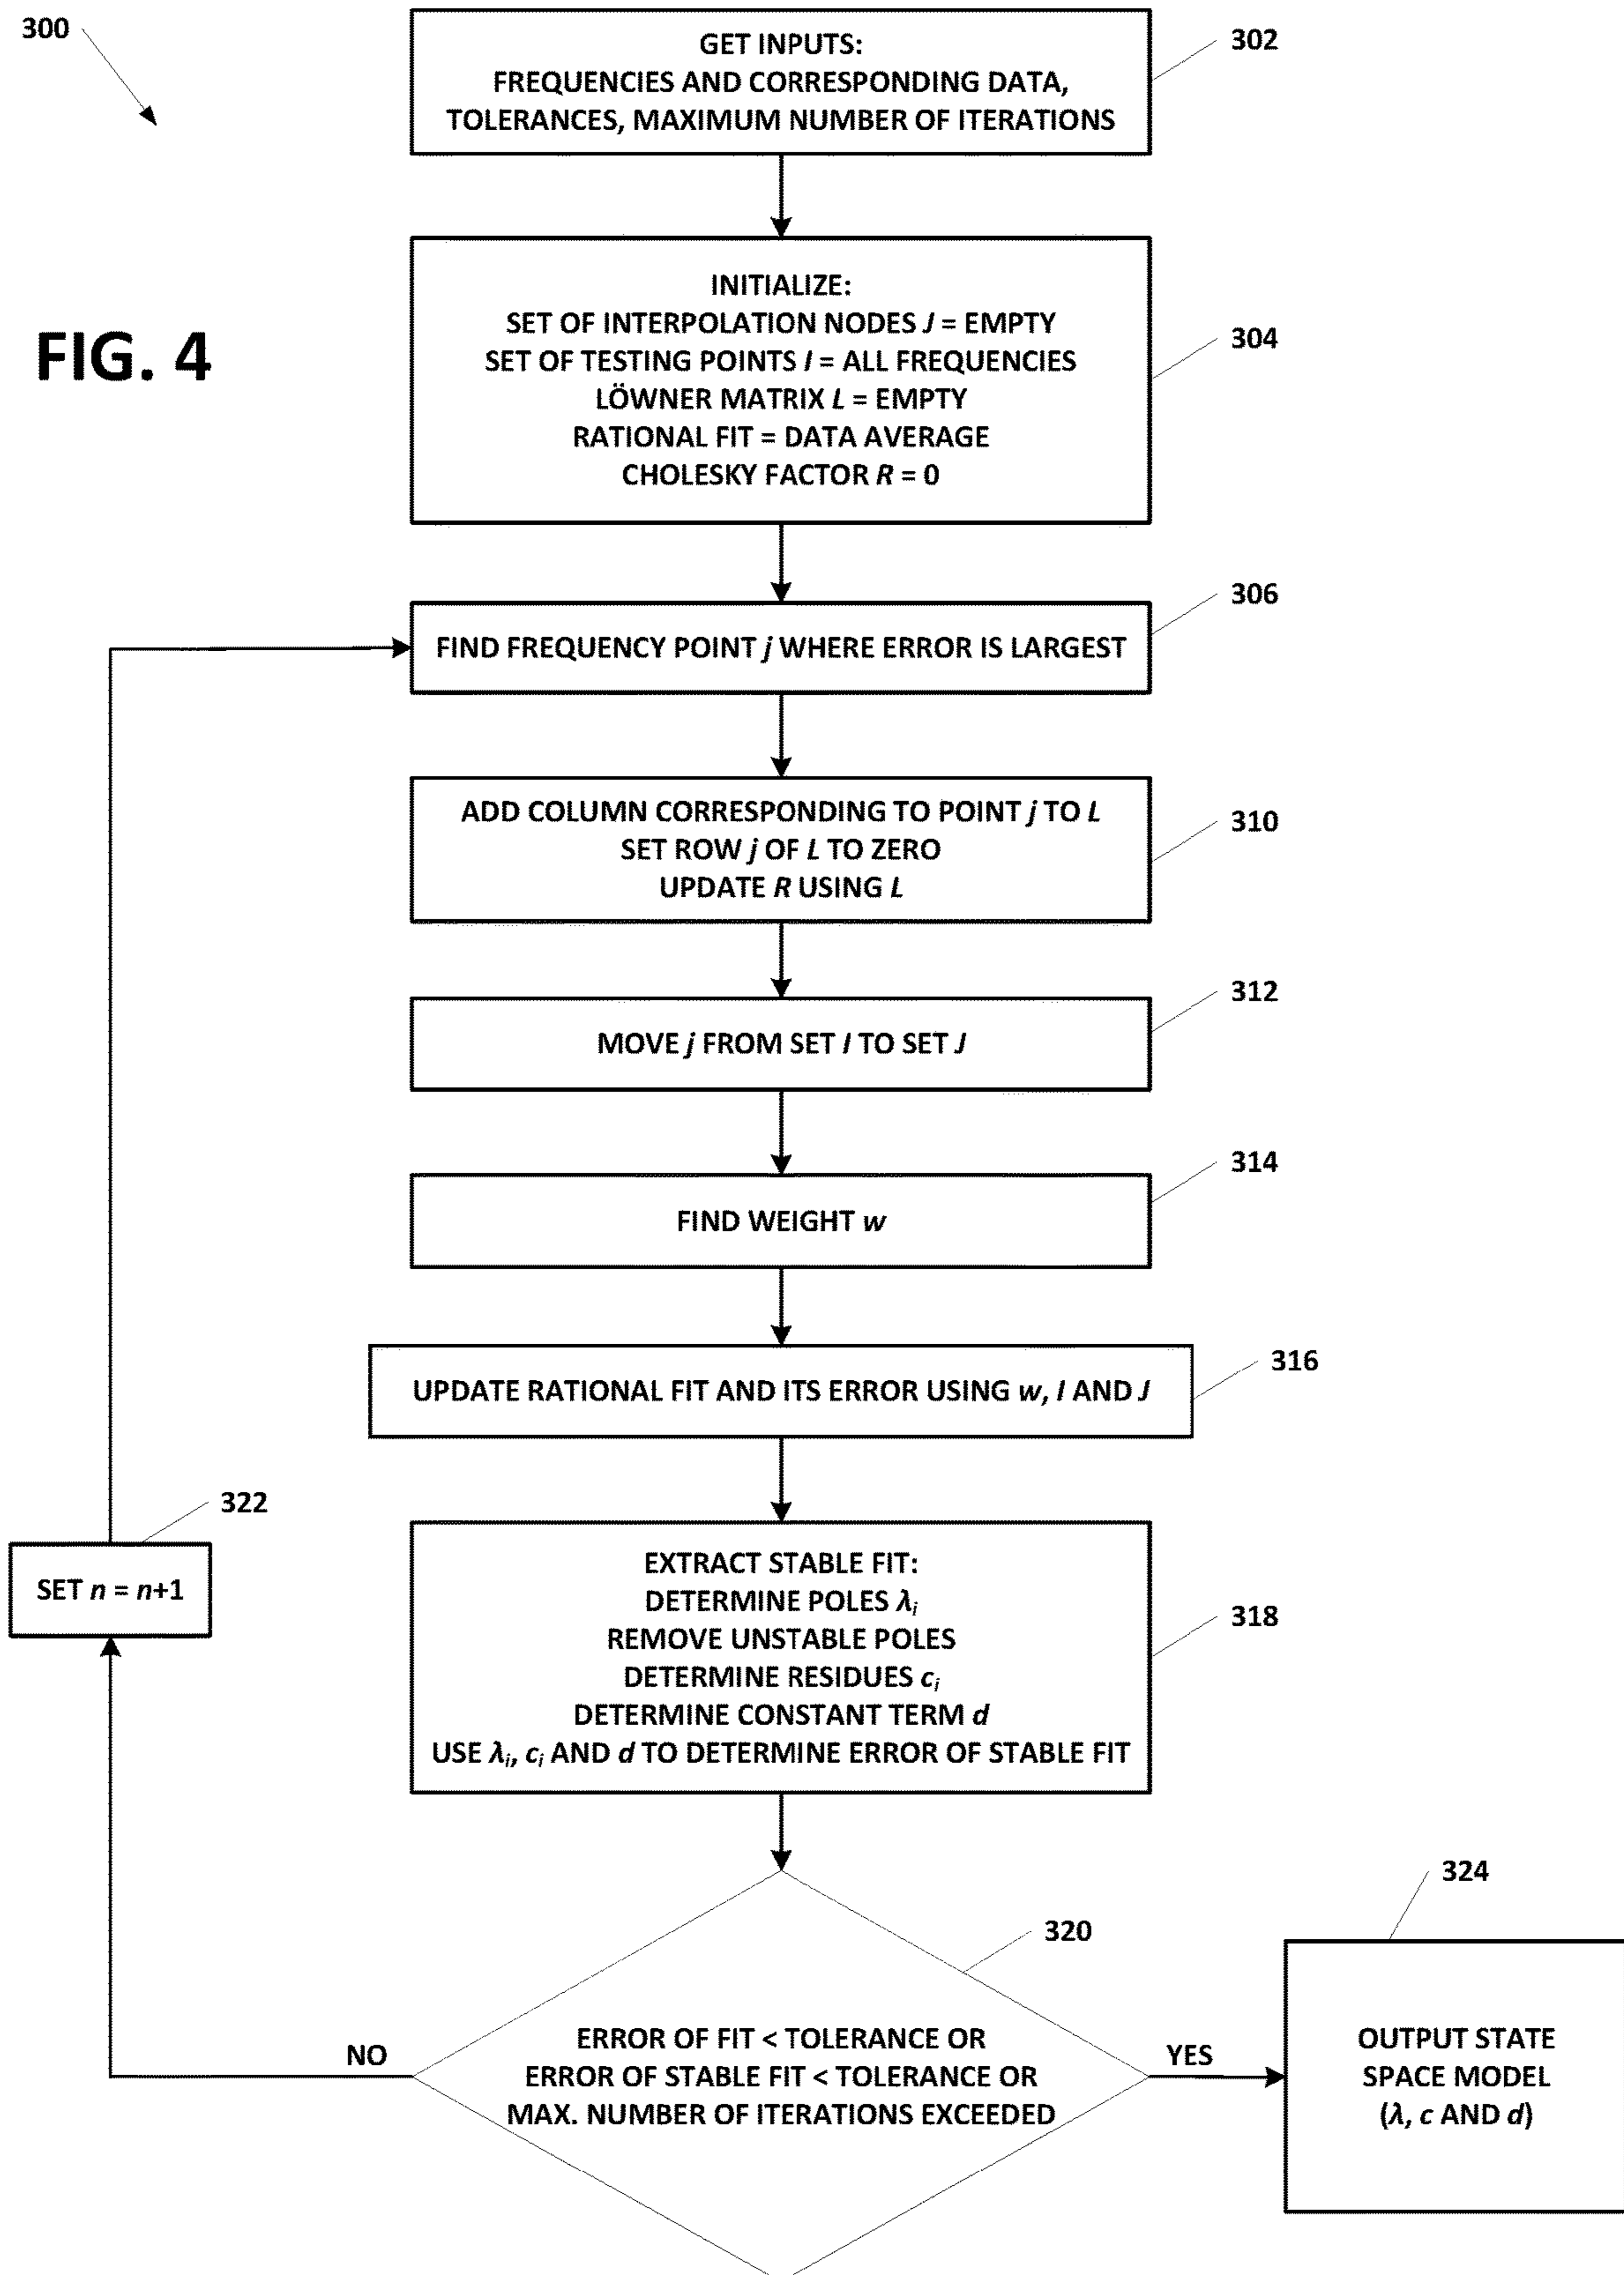 300
GET INPUTS:
FREQUENCIES AND CORRESPONDING DATA,
TOLERANCES, MAXIMUM NUMBER OF ITERATIONS
302
FIG. 4
INITIALIZE:
SET OF INTERPOLATION NODES J = EMPTY
SET OF TESTING POINTS I = ALL FREQUENCIES
LÖWNER MATRIX L = EMPTY
RATIONAL FIT = DATA AVERAGE
CHOLESKY FACTOR R = 0
304
FIND FREQUENCY POINT j WHERE ERROR IS LARGEST
306
ADD COLUMN CORRESPONDING TO POINT j TO L
SET ROW j OF L TO ZERO
UPDATE R USING L
310
MOVE j FROM SET I TO SET J
312
FIND WEIGHT w
314
UPDATE RATIONAL FIT AND ITS ERROR USING w, I AND J
316
322
SET n = n+1
EXTRACT STABLE FIT:
DETERMINE POLES λi
REMOVE UNSTABLE POLES
DETERMINE RESIDUES ci
DETERMINE CONSTANT TERM d
USE λi, ci AND d TO DETERMINE ERROR OF STABLE FIT
318
320
ERROR OF FIT < TOLERANCE OR
ERROR OF STABLE FIT < TOLERANCE OR
MAX. NUMBER OF ITERATIONS EXCEEDED
NO
YES
324
OUTPUT STATE
SPACE MODEL
(λ, c AND d)